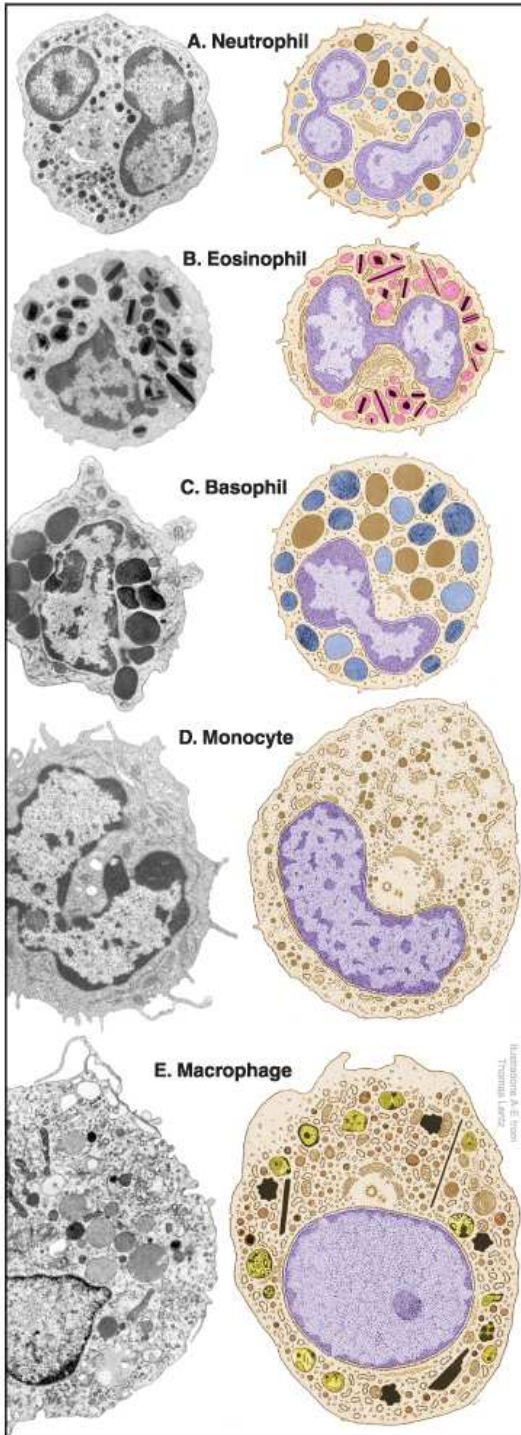 A. Neutrophil
B. Eosinophil
C. Basophil
D. Monocyte
E. Macrophage
Illustrations A-E from
Thomas Lentz